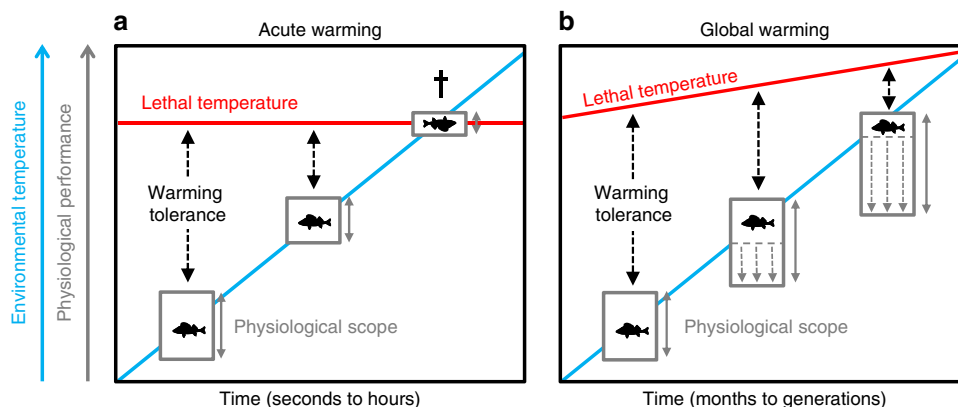 a
Acute warming
b
Global warming
Environmental temperature
Physiological performance
Lethal temperature
Warming
tolerance
Physiological scope
Time (seconds to hours)
Lethal temperature
Warming
tolerance
Physiological scope
Time (months to generations)